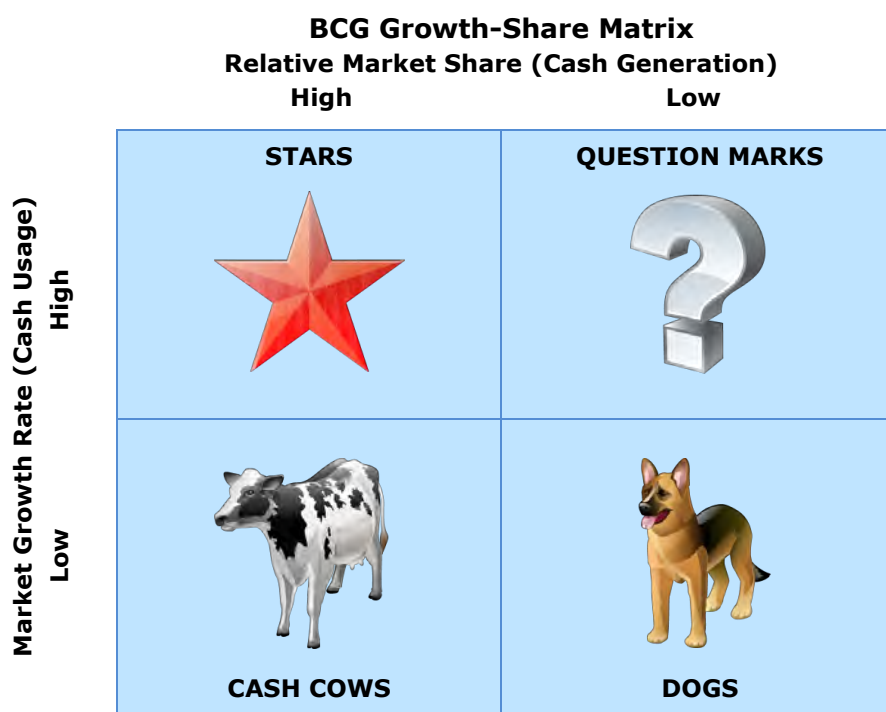 BCG Growth-Share Matrix
Relative Market Share (Cash Generation)
High Low
STARS QUESTION MARKS
Market Growth Rate (Cash Usage)
High
Low
CASH COWS DOGS